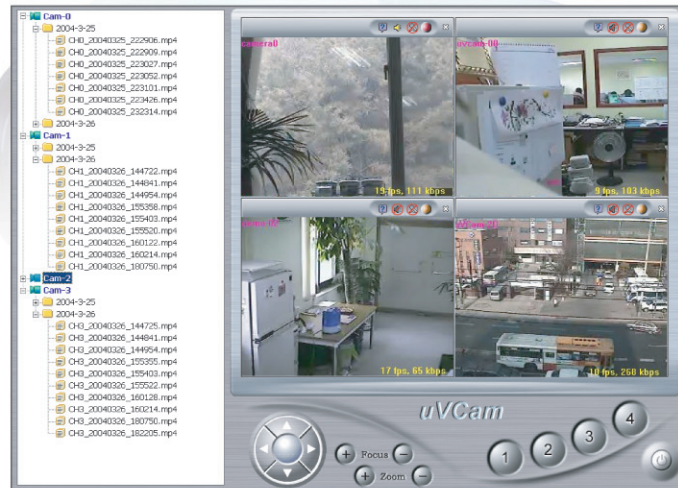 Cam-0
2004-3-25
CH0_20040325_222906.mp4
CH0_20040325_222909.mp4
CH0_20040325_223027.mp4
CH0_20040325_223052.mp4
CH0_20040325_223101.mp4
CH0_20040325_223426.mp4
CH0_20040325_232314.mp4
2004-3-26
Cam-1
2004-3-25
2004-3-26
CH1_20040326_144722.mp4
CH1_20040326_144841.mp4
CH1_20040326_144954.mp4
CH1_20040326_155358.mp4
CH1_20040326_155403.mp4
CH1_20040326_155520.mp4
CH1_20040326_160122.mp4
CH1_20040326_160214.mp4
CH1_20040326_180750.mp4
Cam-2
Cam-3
2004-3-25
2004-3-26
CH3_20040326_144725.mp4
CH3_20040326_144841.mp4
CH3_20040326_144954.mp4
CH3_20040326_155355.mp4
CH3_20040326_155403.mp4
CH3_20040326_155522.mp4
CH3_20040326_160128.mp4
CH3_20040326_160214.mp4
CH3_20040326_180750.mp4
CH3_20040326_182205.mp4
camera0
19 fps, 111 kbps
9 fps, 103 kbps
17 fps, 65 kbps
10 fps, 268 kbps
uVCam
Focus
Zoom
1
2
3
4